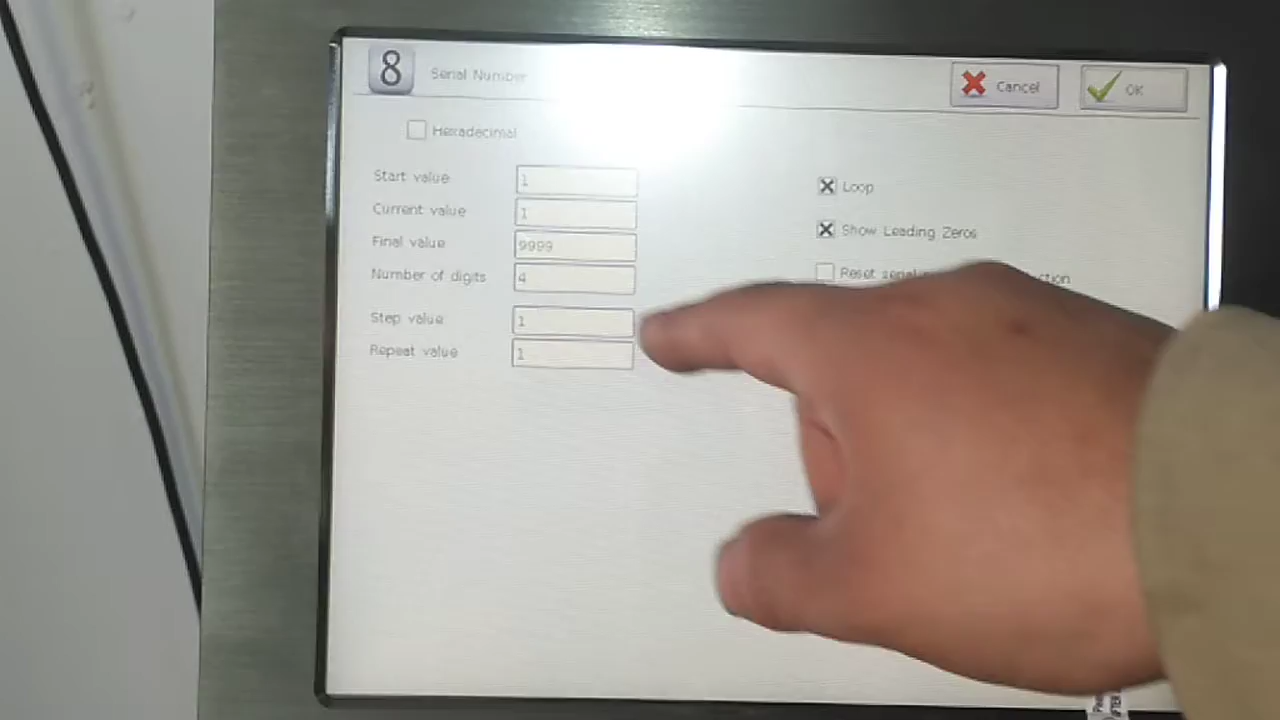 8 Serial Number
Cancel
OK
Hexadecimal
Start value 1
Current value 1
Final value 9999
Number of digits 4
Step value 1
Repeat value 1
Loop
Show Leading Zeros
Reset